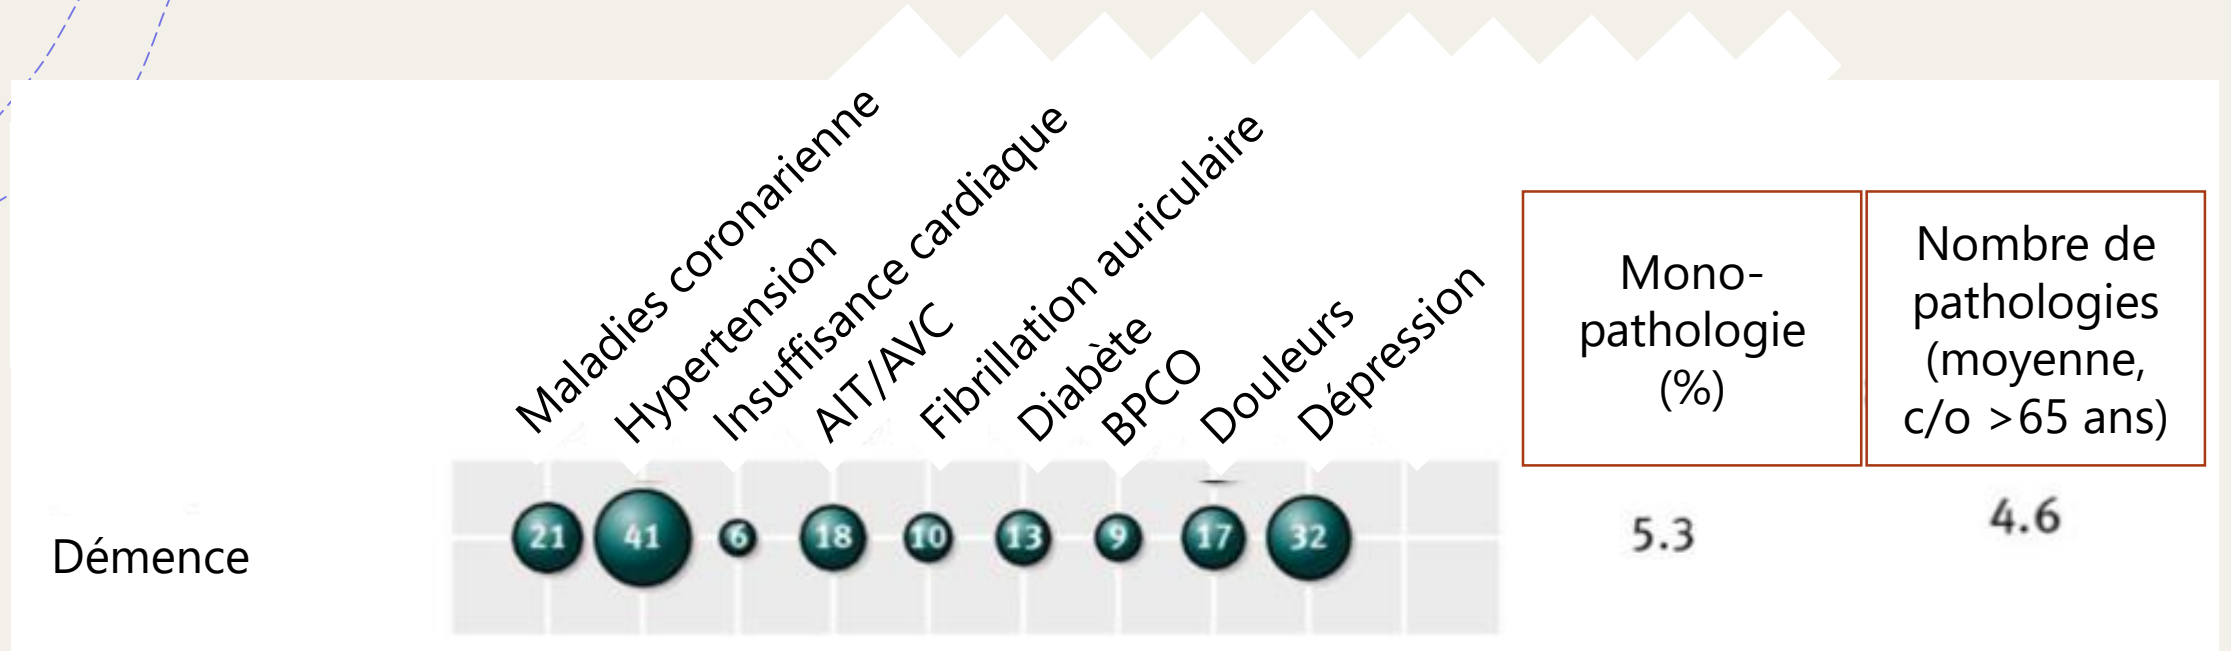 Maladies coronarienne
Hypertension
Insuffisance cardiaque
AIT/AVC
Fibrillation auriculaire
Diabète
BPCO
Douleurs
Dépression
Mono-
pathologie
(%)
Nombre de
pathologies
(moyenne,
c/o >65 ans)
Démence
21 41 6 18 10 13 9 17 32
5.3
4.6